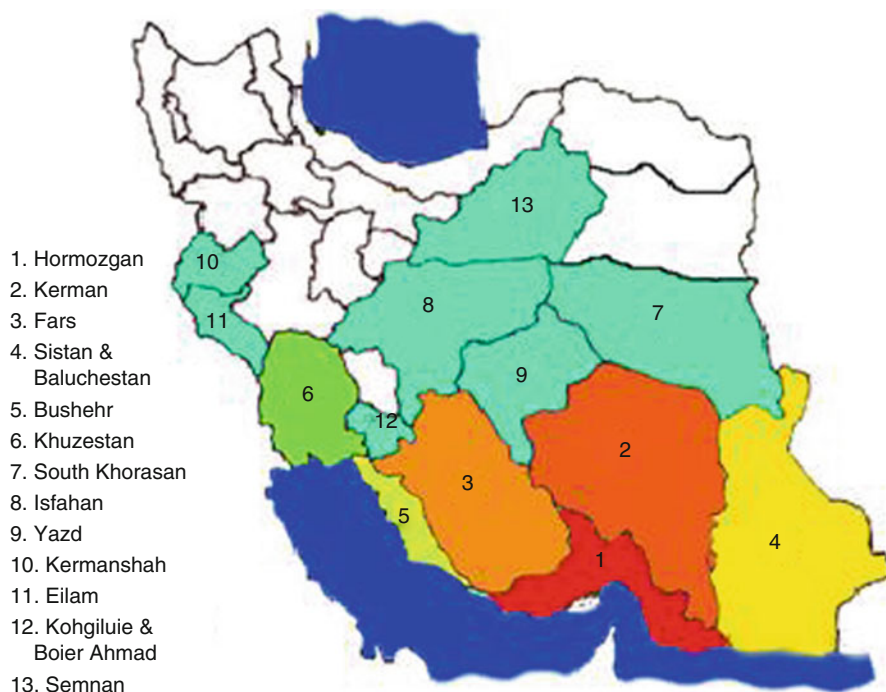 1. Hormozgan
2. Kerman
3. Fars
4. Sistan &
Baluchestan
5. Bushehr
6. Khuzestan
7. South Khorasan
8. Isfahan
9. Yazd
10. Kermanshah
11. Eilam
12. Kohgiluie &
Boier Ahmad
13. Semnan
13
10
8
7
11
9
6
12
2
3
5
4
1